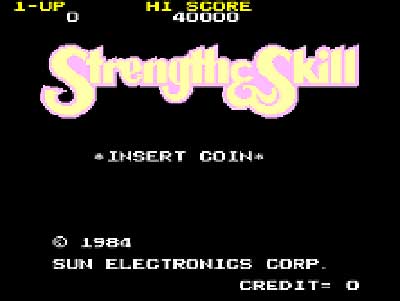 1-UP HI SCORE
0 40000
Strength & Skill
*INSERT COIN*
© 1984
SUN ELECTRONICS CORP.
CREDIT= 0